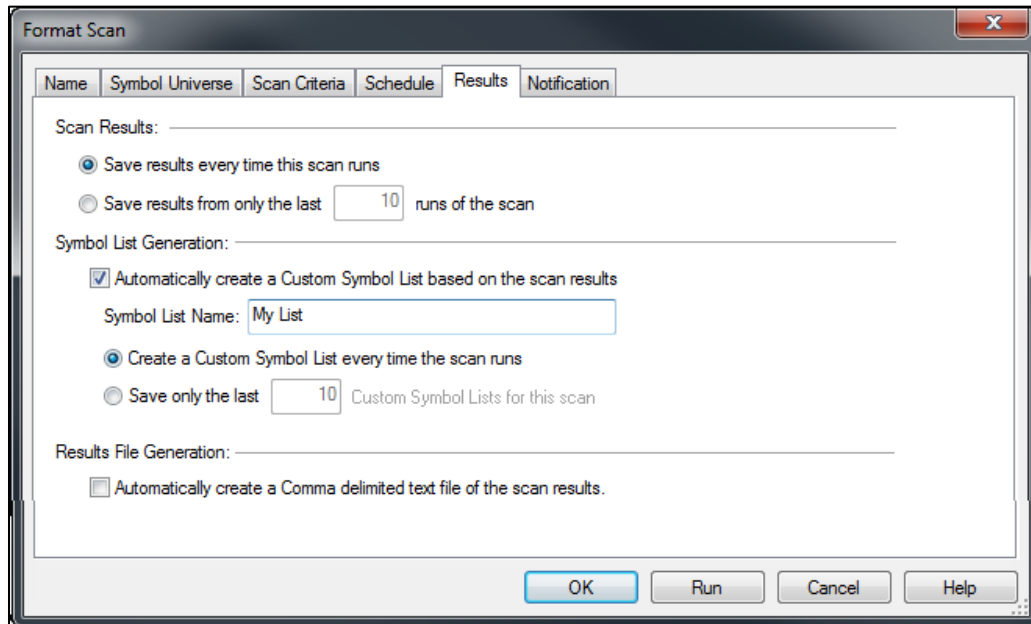 Format Scan
Name Symbol Universe Scan Criteria Schedule Results Notification
Scan Results:
Save results every time this scan runs
Save results from only the last 10 runs of the scan
Symbol List Generation:
Automatically create a Custom Symbol List based on the scan results
Symbol List Name: My List
Create a Custom Symbol List every time the scan runs
Save only the last 10 Custom Symbol Lists for this scan
Results File Generation:
Automatically create a Comma delimited text file of the scan results.
OK Run Cancel Help